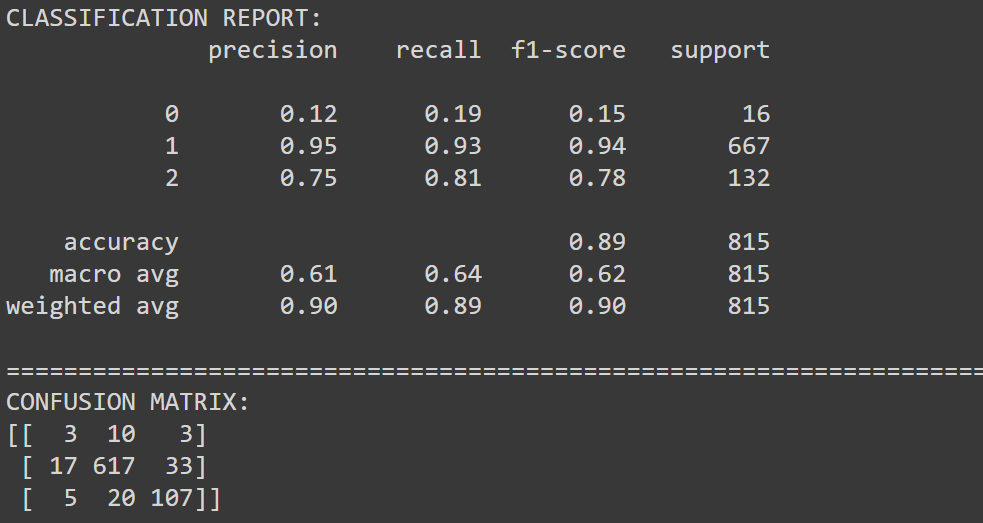 CLASSIFICATION REPORT:
              precision    recall  f1-score   support

           0       0.12      0.19      0.15        16
           1       0.95      0.93      0.94       667
           2       0.75      0.81      0.78       132

    accuracy                           0.89       815
   macro avg       0.61      0.64      0.62       815
weighted avg       0.90      0.89      0.90       815

====================================================================
CONFUSION MATRIX:
[[  3  10   3]
 [ 17 617  33]
 [  5  20 107]]